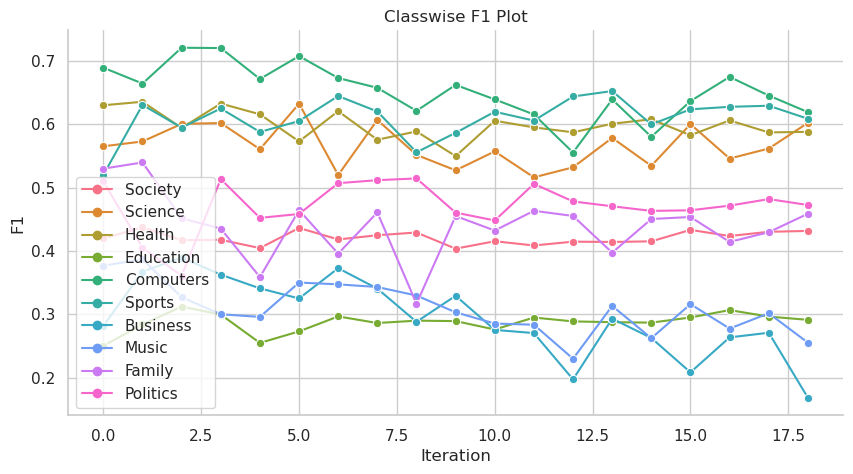 Classwise F1 Plot
0.7
0.6
0.5
0.4
0.3
0.2
F1
Society
Science
Health
Education
Computers
Sports
Business
Music
Family
Politics
0.0 2.5 5.0 7.5 10.0 12.5 15.0 17.5
Iteration